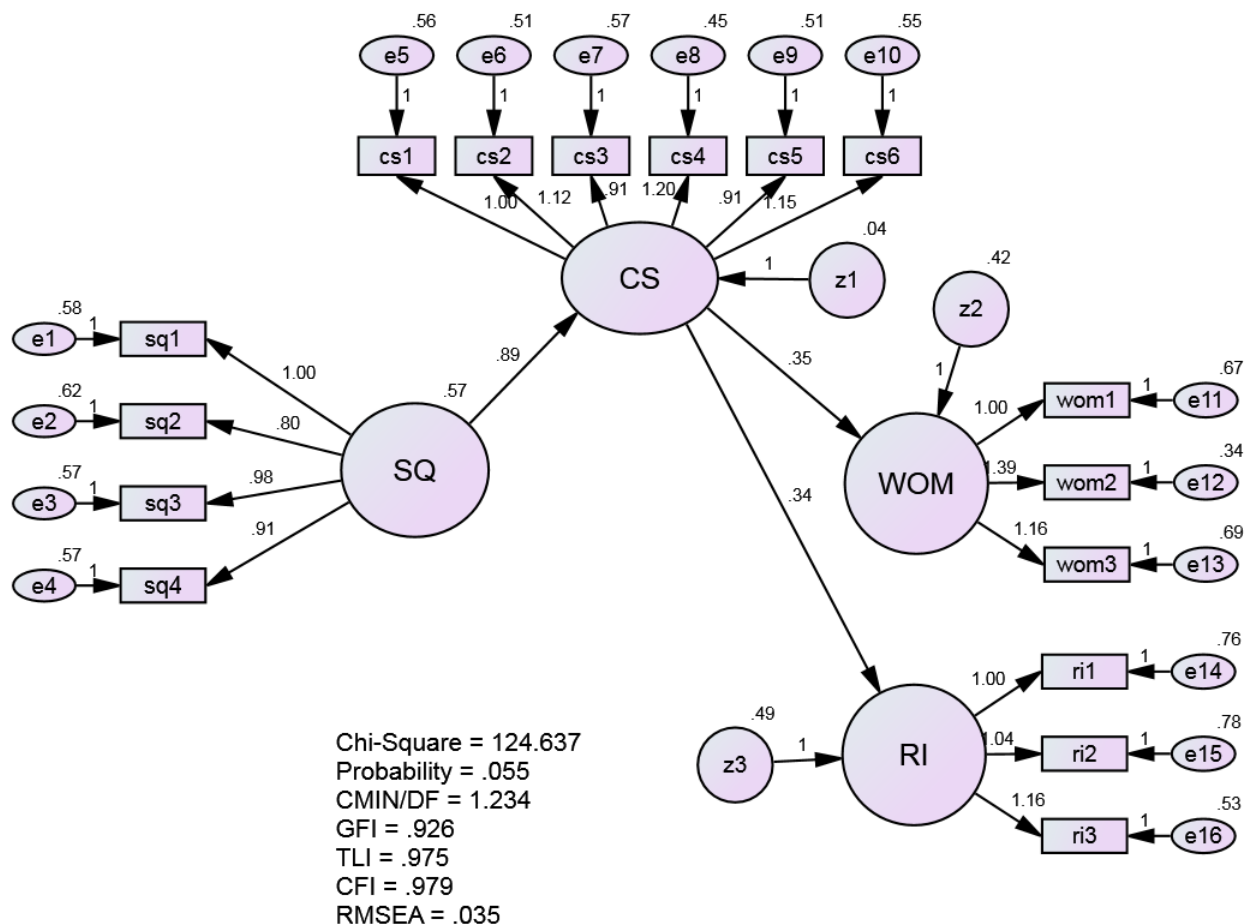 .56 .51 .57 .45 .51 .55
e5 e6 e7 e8 e9 e10
1 1 1 1 1 1
cs1 cs2 cs3 cs4 cs5 cs6
1.00 1.12 .91 1.20 .91 1.15
.04
CS 1 z1
.42
z2
.58
e1 1 sq1
1.00
.89
.35
1
.62
e2 1 sq2
.80
.57
SQ
.57
e3 1 sq3
.98
.57
e4 1 sq4
.91
WOM
.67
1.00 wom1 1 e11
.34
1.39 wom2 1 e12
.69
1.16 wom3 1 e13
.34
.49
z3 1 RI
.76
1.00 ri1 1 e14
.78
1.04 ri2 1 e15
.53
1.16 ri3 1 e16
Chi-Square = 124.637
Probability = .055
CMIN/DF = 1.234
GFI = .926
TLI = .975
CFI = .979
RMSEA = .035